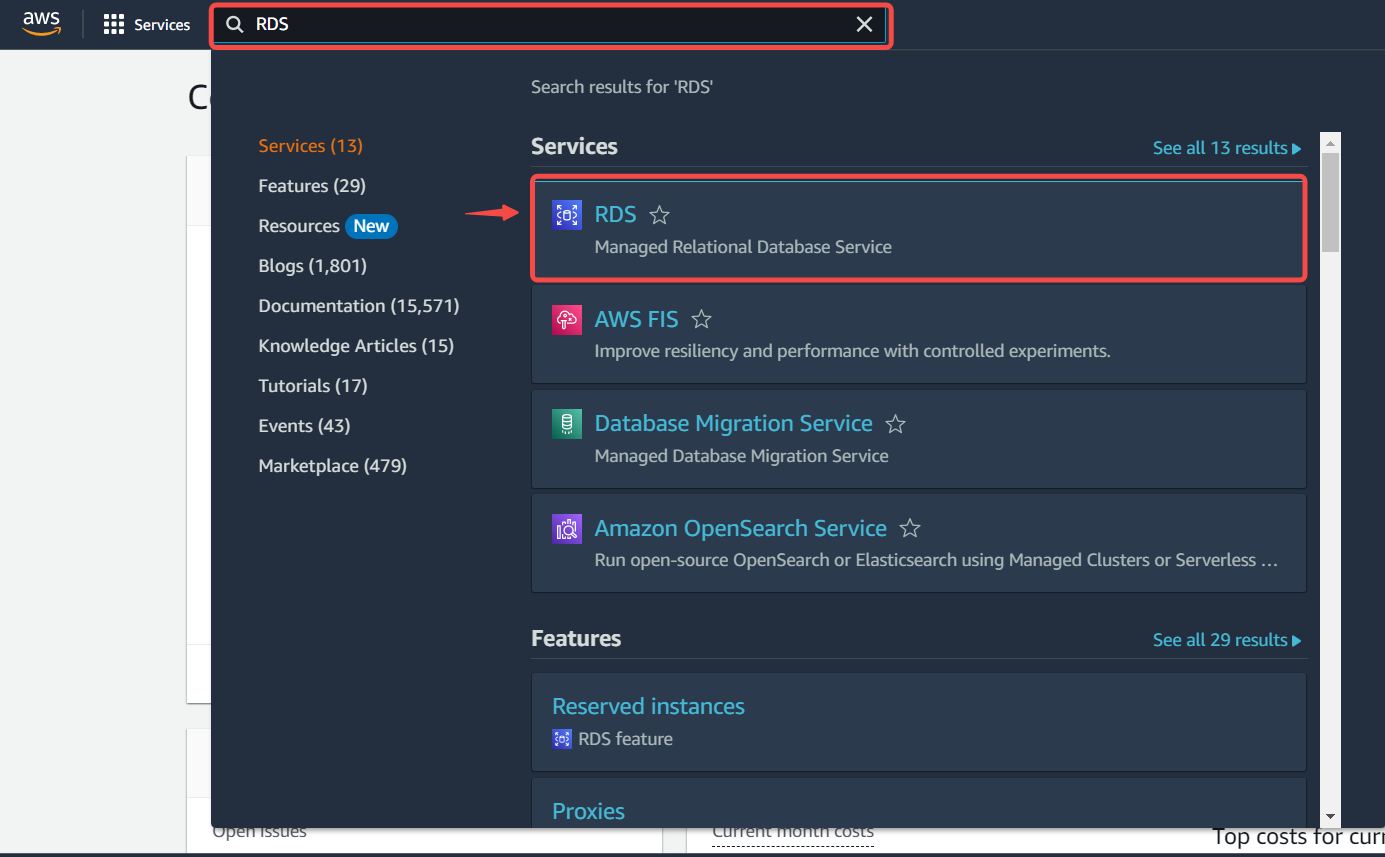 aws
Services
RDS
Search results for 'RDS'
Services (13)
Features (29)
Resources New
Blogs (1,801)
Documentation (15,571)
Knowledge Articles (15)
Tutorials (17)
Events (43)
Marketplace (479)
Services
See all 13 results
RDS
Managed Relational Database Service
AWS FIS
Improve resiliency and performance with controlled experiments.
Database Migration Service
Managed Database Migration Service
Amazon OpenSearch Service
Run open-source OpenSearch or Elasticsearch using Managed Clusters or Serverless ...
Features
See all 29 results
Reserved instances
RDS feature
Proxies
Open issues
Current month costs
Top costs for curr